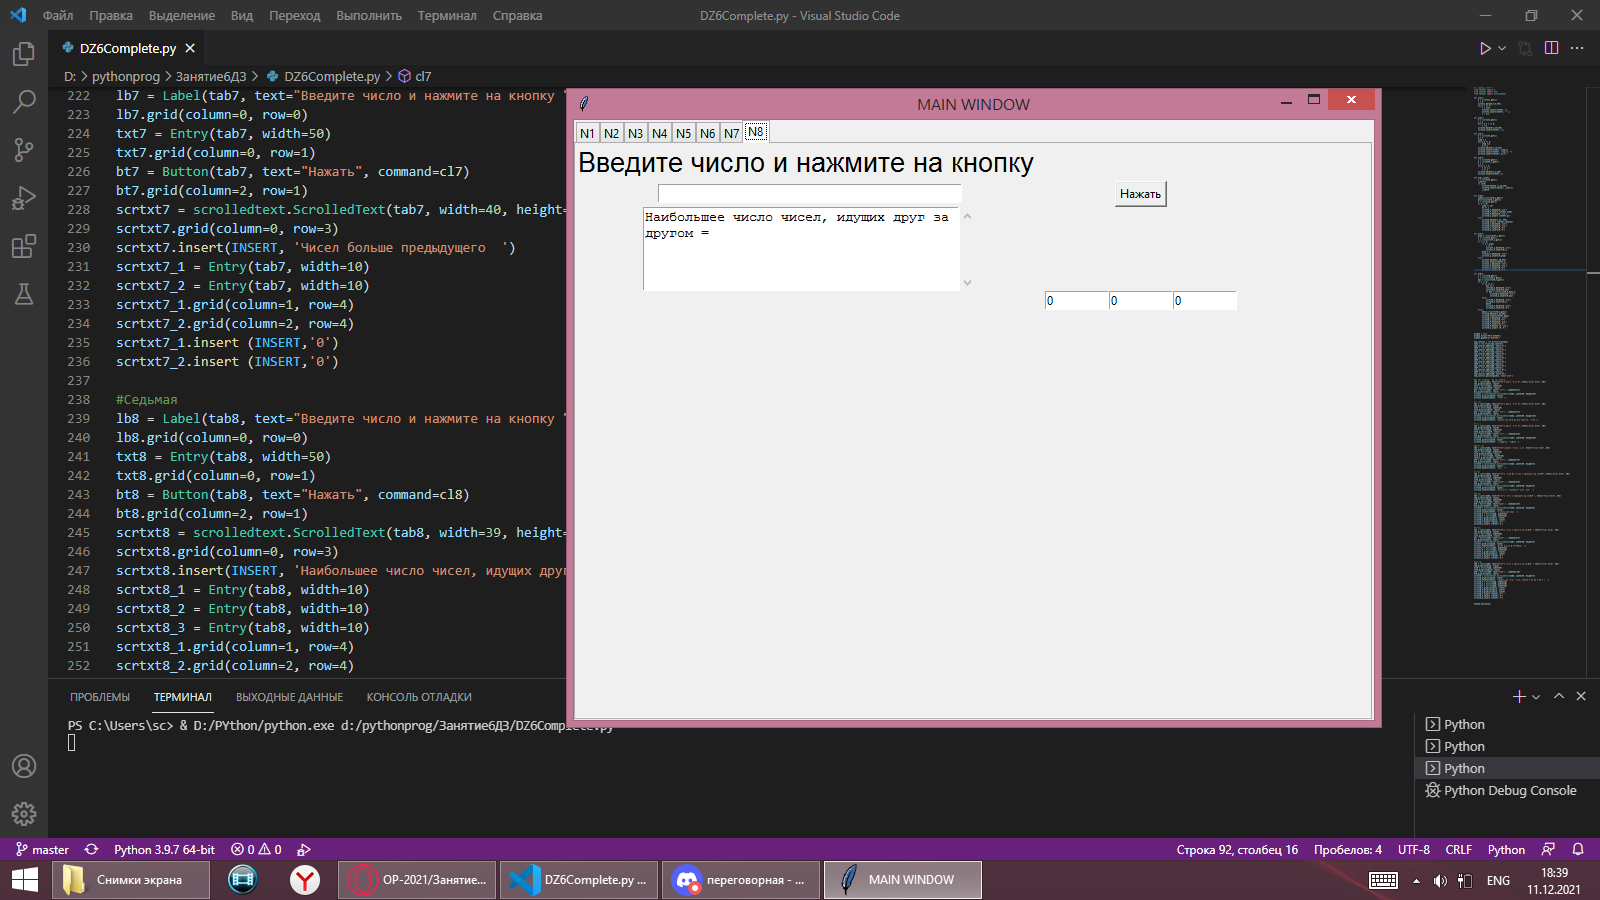 Файл Правка Выделение Вид Переход Выполнить Терминал Справка
DZ6Complete.py - Visual Studio Code
DZ6Complete.py
D: > pythonprog > Занятие6ДЗ > DZ6Complete.py > cl7
222 lb7 = Label(tab7, text="Введите число и нажмите на кнопку "
223 lb7.grid(column=0, row=0)
224 txt7 = Entry(tab7, width=50)
225 txt7.grid(column=0, row=1)
226 bt7 = Button(tab7, text="Нажать", command=cl7)
227 bt7.grid(column=2, row=1)
228 scrtxt7 = scrolledtext.ScrolledText(tab7, width=40, height=
229 scrtxt7.grid(column=0, row=3)
230 scrtxt7.insert(INSERT, 'Чисел больше предыдущего  ')
231 scrtxt7_1 = Entry(tab7, width=10)
232 scrtxt7_2 = Entry(tab7, width=10)
233 scrtxt7_1.grid(column=1, row=4)
234 scrtxt7_2.grid(column=2, row=4)
235 scrtxt7_1.insert (INSERT,'0')
236 scrtxt7_2.insert (INSERT,'0')
237
238 #Седьмая
239 lb8 = Label(tab8, text="Введите число и нажмите на кнопку "
240 lb8.grid(column=0, row=0)
241 txt8 = Entry(tab8, width=50)
242 txt8.grid(column=0, row=1)
243 bt8 = Button(tab8, text="Нажать", command=cl8)
244 bt8.grid(column=2, row=1)
245 scrtxt8 = scrolledtext.ScrolledText(tab8, width=39, height=
246 scrtxt8.grid(column=0, row=3)
247 scrtxt8.insert(INSERT, 'Наибольшее число чисел, идущих друг
248 scrtxt8_1 = Entry(tab8, width=10)
249 scrtxt8_2 = Entry(tab8, width=10)
250 scrtxt8_3 = Entry(tab8, width=10)
251 scrtxt8_1.grid(column=1, row=4)
252 scrtxt8_2.grid(column=2, row=4)
MAIN WINDOW
N1 N2 N3 N4 N5 N6 N7 N8
Введите число и нажмите на кнопку
Нажать
Наибольшее число чисел, идущих друг за
другом =
0 0 0
ПРОБЛЕМЫ ТЕРМИНАЛ ВЫХОДНЫЕ ДАННЫЕ КОНСОЛЬ ОТЛАДКИ
PS C:\Users\sc> & D:/PYthon/python.exe d:/pythonprog/Занятие6ДЗ/DZ6Complete.py
Python
Python
Python
Python Debug Console
master Python 3.9.7 64-bit 0 0
Строка 92, столбец 16 Пробелов: 4 UTF-8 CRLF Python
Снимки экрана
OP-2021/Занятие...
DZ6Complete.py ...
переговорная - ...
MAIN WINDOW
ENG
18:39
11.12.2021